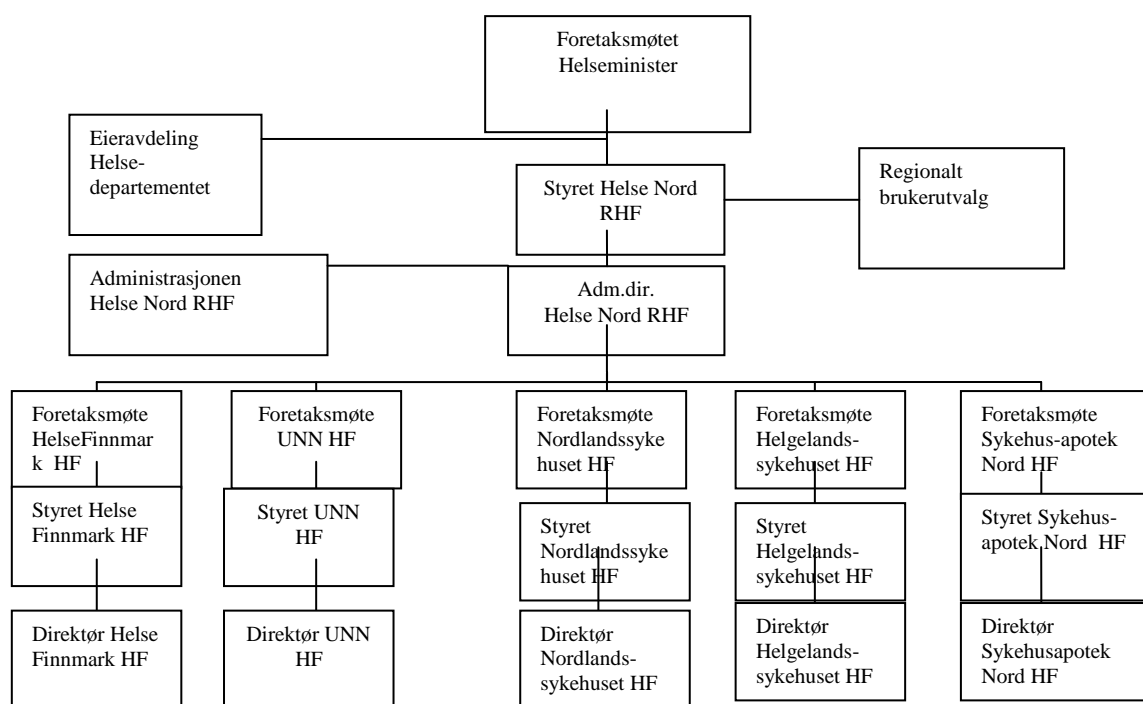 Foretaksmøtet
Helseminister
Eieravdeling
Helse-
departementet
Regionalt
brukerutvalg
Styret Helse Nord
RHF
Administrasjonen
Helse Nord RHF
Adm.dir.
Helse Nord RHF
Foretaksmøte
HelseFinnmar
k HF
Foretaksmøte
UNN HF
Foretaksmøte
Nordlandssyke
huset HF
Foretaksmøte
Helgelands-
sykehuset HF
Foretaksmøte
Sykehus-apotek
Nord HF
Styret Helse
Finnmark HF
Styret UNN
HF
Styret
Nordlandssyke
huset HF
Styret
Helgelands-
sykehuset HF
Styret Sykehus-
apotek Nord HF
Direktør Helse
Finnmark HF
Direktør UNN
HF
Direktør
Nordlands-
sykehuset HF
Direktør
Helgelands-
sykehuset HF
Direktør
Sykehusapotek
Nord HF